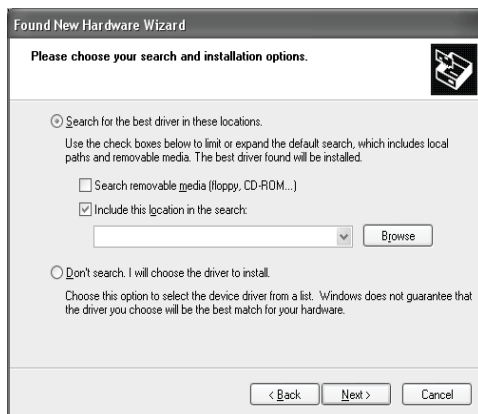 Found New Hardware Wizard
Please choose your search and installation options.
Search for the best driver in these locations.
Use the check boxes below to limit or expand the default search, which includes local
paths and removable media. The best driver found will be installed.
Search removable media (floppy, CD-ROM...)
Include this location in the search:
Browse
Don't search. I will choose the driver to install.
Choose this option to select the device driver from a list. Windows does not guarantee that
the driver you choose will be the best match for your hardware.
< Back Next > Cancel